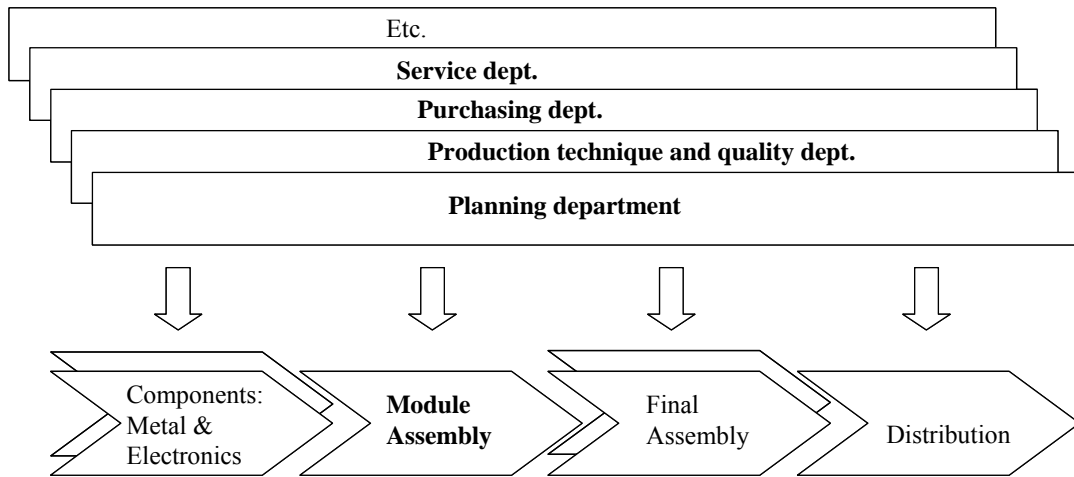 Etc.
Service dept.
Purchasing dept.
Production technique and quality dept.
Planning department
Components:
Metal &
Electronics
Module
Assembly
Final
Assembly
Distribution